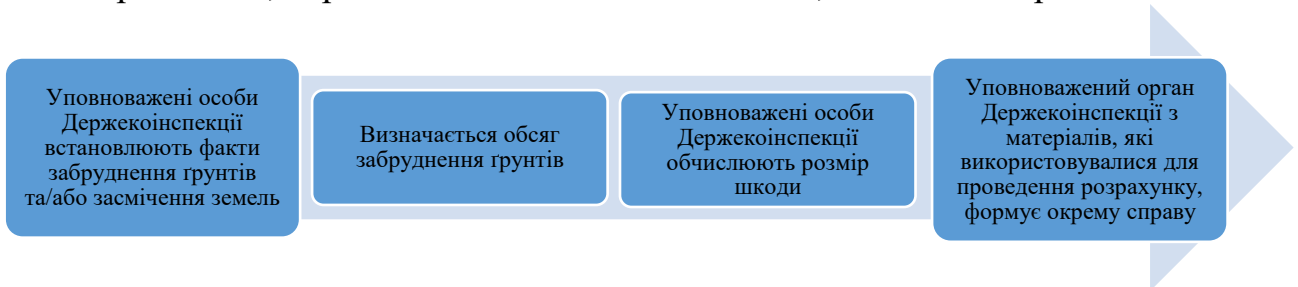 Уповноважені особи
Держекоінспекції
встановлюють факти
забруднення ґрунтів
та/або засмічення земель
Визначається обсяг
забруднення ґрунтів
Уповноважені особи
Держекоінспекції
обчислюють розмір
шкоди
Уповноважений орган
Держекоінспекції з
матеріалів, які
використовувалися для
проведення розрахунку,
формує окрему справу